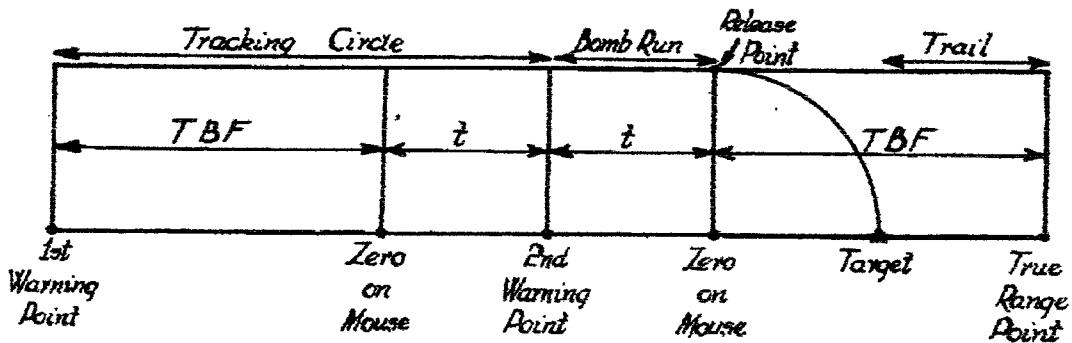 Tracking Circle
Bomb Run
Release
Point
Trail
TBF
t
t
TBF
1st
Warning
Point
Zero
on
Mouse
2nd
Warning
Point
Zero
on
Mouse
Target
True
Range
Point